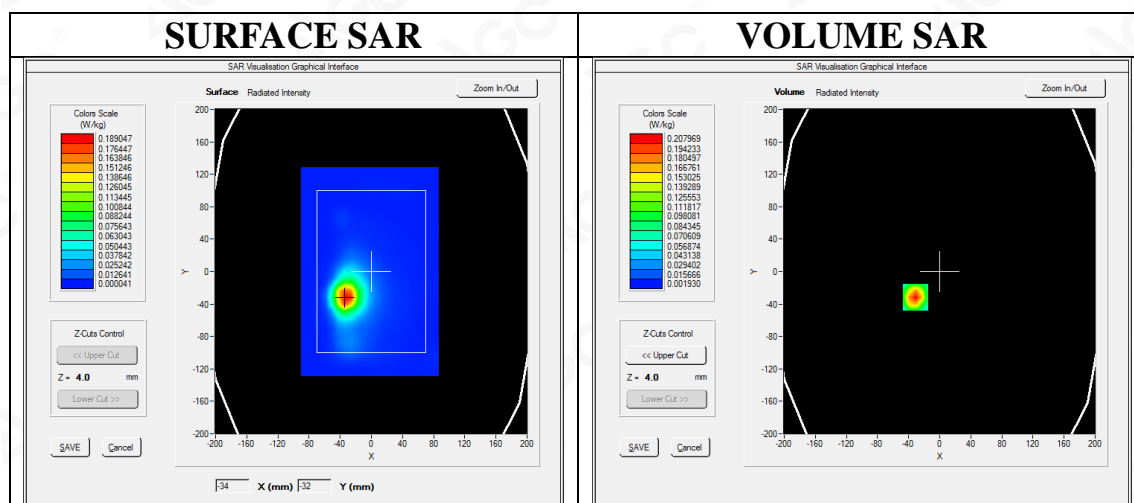 SURFACE SAR
VOLUME SAR
SAR Visualisation Graphical Interface
Surface Radiated Intensity
Zoom In/Out
Colors Scale
(W/kg)
0.189047
0.176447
0.163846
0.151246
0.138646
0.126045
0.113445
0.100844
0.088244
0.075643
0.063043
0.050443
0.037842
0.025242
0.012641
0.000041
200
160
120
80
40
0
-40
-80
-120
-160
-200
Y
-200 -160 -120 -80 -40 0 40 80 120 160 200
X
Z-Cuts Control
<< Upper Cut
Z = 4.0 mm
Lower Cut >>
SAVE Cancel
-34 X (mm) -32 Y (mm)
SAR Visualisation Graphical Interface
Volume Radiated Intensity
Zoom In/Out
Colors Scale
(W/kg)
0.207969
0.194233
0.180497
0.166761
0.153025
0.139289
0.125553
0.111817
0.098081
0.084345
0.070609
0.056874
0.043138
0.029402
0.015666
0.001930
200
160
120
80
40
0
-40
-80
-120
-160
-200
Y
-200 -160 -120 -80 -40 0 40 80 120 160 200
X
Z-Cuts Control
<< Upper Cut
Z = 4.0 mm
Lower Cut >>
SAVE Cancel